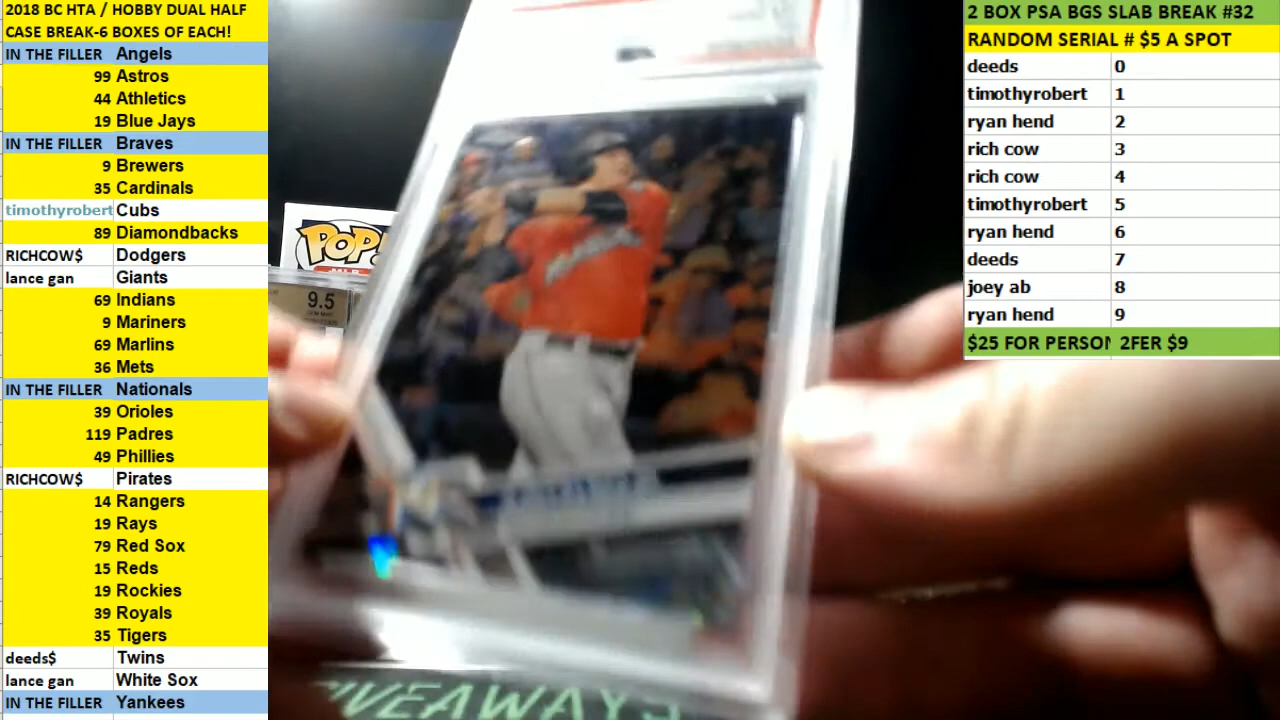 2018 BC HTA / HOBBY DUAL HALF
CASE BREAK-6 BOXES OF EACH!
IN THE FILLER Angels
99 Astros
44 Athletics
19 Blue Jays
IN THE FILLER Braves
9 Brewers
35 Cardinals
timothyrobert Cubs
89 Diamondbacks
RICHCOW$ Dodgers
lance gan Giants
69 Indians
9 Mariners
69 Marlins
36 Mets
IN THE FILLER Nationals
39 Orioles
119 Padres
49 Phillies
RICHCOW$ Pirates
14 Rangers
19 Rays
79 Red Sox
15 Reds
19 Rockies
39 Royals
35 Tigers
deeds$ Twins
lance gan White Sox
IN THE FILLER Yankees
POP!
9.5
GIVEAWAYS
2 BOX PSA BGS SLAB BREAK #32
RANDOM SERIAL # $5 A SPOT
deeds 0
timothyrobert 1
ryan hend 2
rich cow 3
rich cow 4
timothyrobert 5
ryan hend 6
deeds 7
joey ab 8
ryan hend 9
$25 FOR PERSON 2FER $9